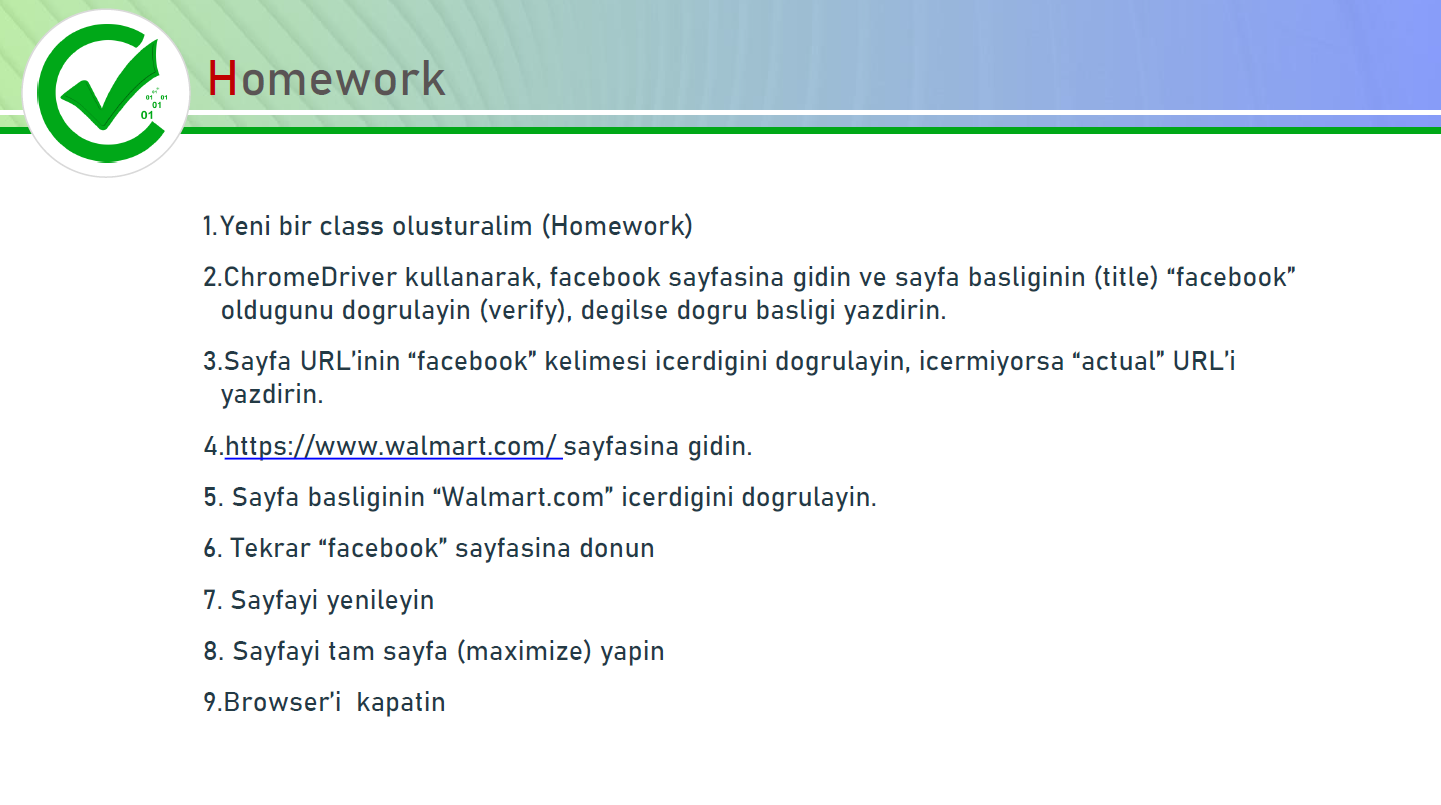 Homework
01 01
01
01
1.Yeni bir class olusturalim (Homework)
2.ChromeDriver kullanarak, facebook sayfasina gidin ve sayfa basliginin (title) “facebook”
oldugunu dogrulayin (verify), degilse dogru basligi yazdirin.
3.Sayfa URL’inin “facebook” kelimesi icerdigini dogrulayin, icermiyorsa “actual” URL’i
yazdirin.
4.https://www.walmart.com/ sayfasina gidin.
5. Sayfa basliginin “Walmart.com” icerdigini dogrulayin.
6. Tekrar “facebook” sayfasina donun
7. Sayfayi yenileyin
8. Sayfayi tam sayfa (maximize) yapin
9.Browser’i kapatin